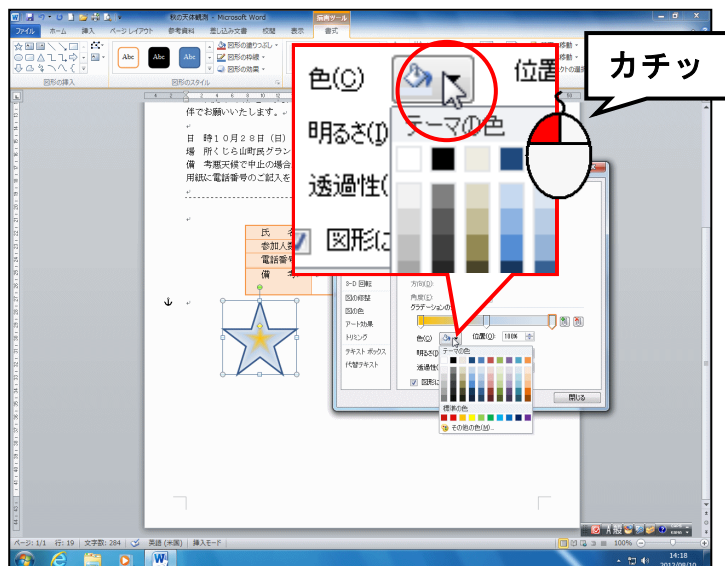 秋の天体観測 - Microsoft Word
描画ツール
ファイル ホーム 挿入 ページ レイアウト 参考資料 差し込み文書 校閲 表示 書式
Abc Abc Abc
図形の塗りつぶし
図形の枠線
図形の効果
図形の挿入 図形のスタイル
カチッ
色(C) 位置
テーマの色
明るさ(I)
透過性(
図形に
伴でお願いいたします。
日 時１０月２８日（日）
場 所くじら山町民グラン
備 考悪天候で中止の場合
用紙に電話番号のご記入を
氏
参加人数
電話番号
備 考
3-D 回転
図の修整
図の色
アート効果
トリミング
テキスト ボックス
代替テキスト
方向(D)
角度(E)
グラデーションの
色(C) 位置(O): 100%
テーマの色
明るさ(I)
透過性(
図形に
標準の色
その他の色(M)...
閉じる
A 般
ページ: 1/1 行: 19 文字数: 284 英語 (米国) 挿入モード 100%
14:18
2012/08/10